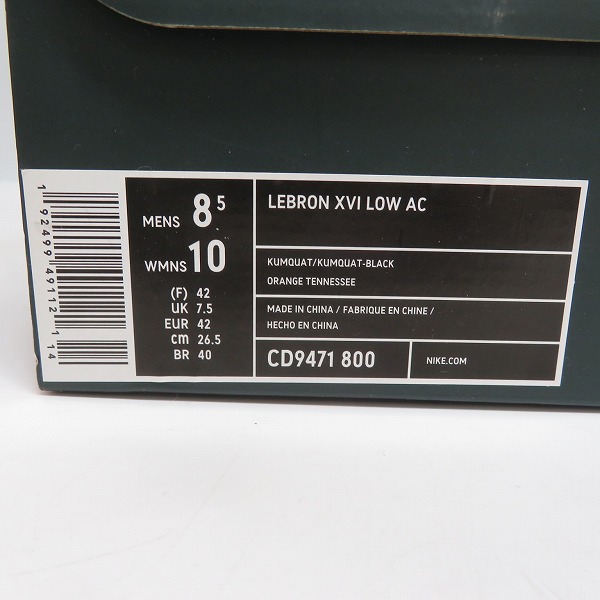 1 92499 49112 1 14
MENS 8 5
WMNS 10
(F) 42
UK 7.5
EUR 42
cm 26.5
BR 40
LEBRON XVI LOW AC
KUMQUAT/KUMQUAT-BLACK
ORANGE TENNESSEE
MADE IN CHINA / FABRIQUE EN CHINE /
HECHO EN CHINA
CD9471 800
NIKE.COM